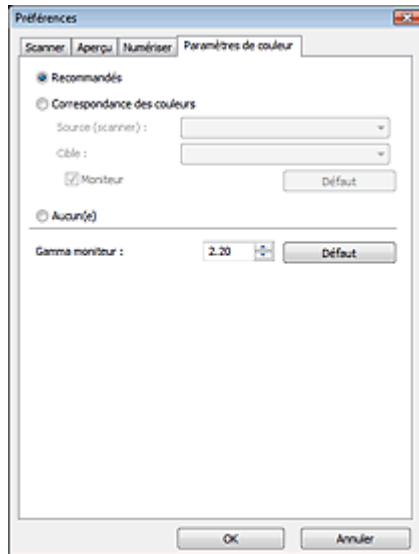 Préférences
Scanner Aperçu Numériser Paramètres de couleur
Recommandés
Correspondance des couleurs
Source (scanner) :
Cible :
Moniteur Défaut
Aucun(e)
Gamma moniteur : 2.20 Défaut
OK Annuler